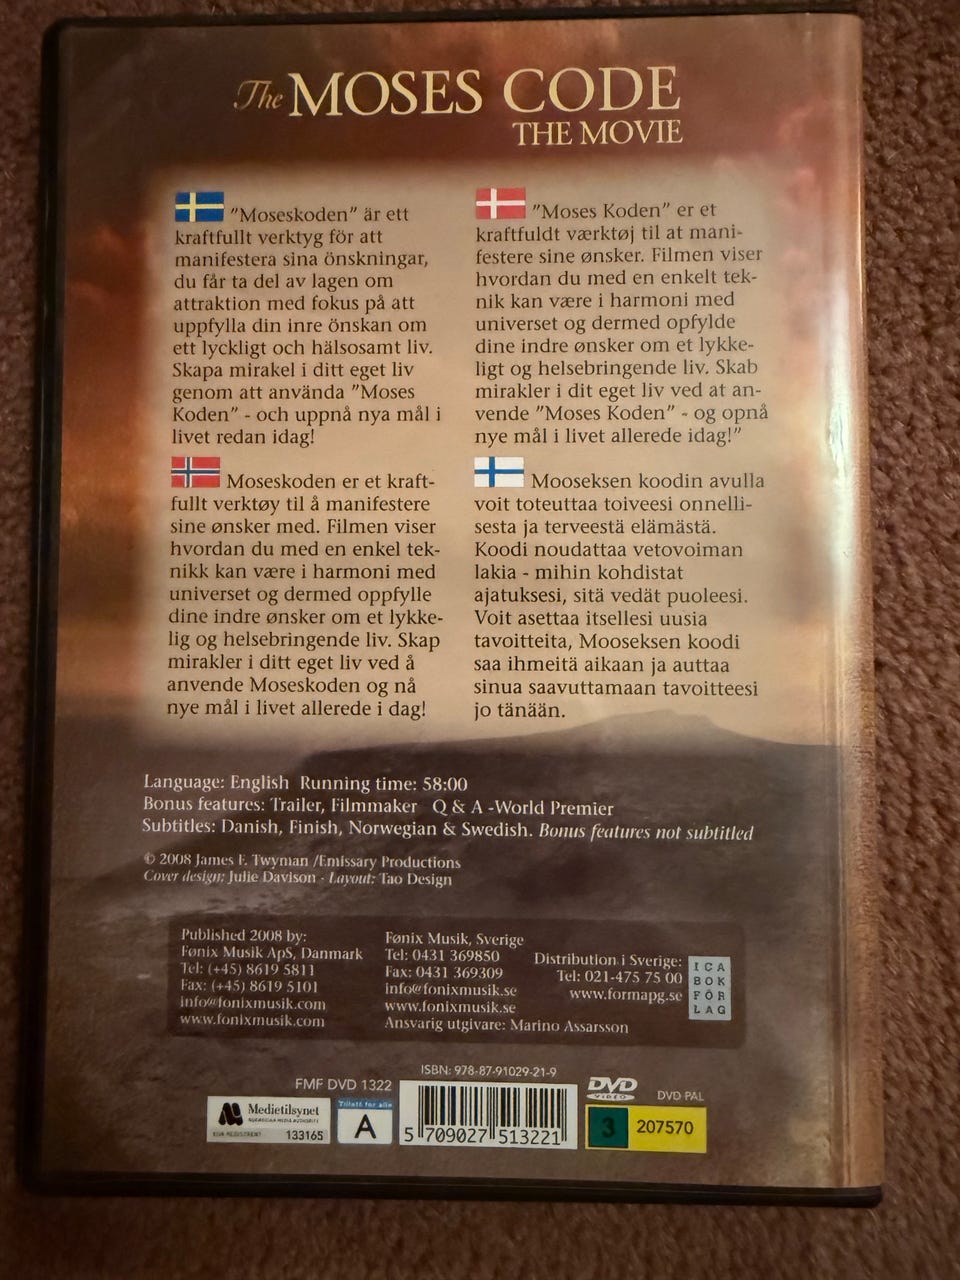 The MOSES CODE
THE MOVIE
"Moseskoden" är ett
kraftfullt verktyg för att
manifestera sina önskningar,
du får ta del av lagen om
attraktion med fokus på att
uppfylla din inre önskan om
ett lyckligt och hälsosamt liv.
Skapa mirakel i ditt eget liv
genom att använda "Moses
Koden" - och uppnå nya mål i
livet redan idag!
"Moses Koden" er et
kraftfuldt værktøj til at mani-
festere sine ønsker. Filmen viser
hvordan du med en enkelt tek-
nik kan være i harmoni med
universet og dermed opfylde
dine indre ønsker om et lykke-
ligt og helsebringende liv. Skab
mirakler i dit eget liv ved at an-
vende "Moses Koden" - og opnå
nye mål i livet allerede idag!"
Moseskoden er et kraft-
fullt verktøy til å manifestere
sine ønsker med. Filmen viser
hvordan du med en enkel tek-
nikk kan være i harmoni med
universet og dermed oppfylle
dine indre ønsker om et lykke-
lig og helsebringende liv. Skap
mirakler i ditt eget liv ved å
anvende Moseskoden og nå
nye mål i livet allerede i dag!
Mooseksen koodin avulla
voit toteuttaa toiveesi onnelli-
sesta ja terveestä elämästä.
Koodi noudattaa vetovoiman
lakia - mihin kohdistat
ajatuksesi, sitä vedät puoleesi.
Voit asettaa itsellesi uusia
tavoitteita, Mooseksen koodi
saa ihmeitä aikaan ja auttaa
sinua saavuttamaan tavoitteesi
jo tänään.
Language: English Running time: 58:00
Bonus features: Trailer, Filmmaker Q & A -World Premier
Subtitles: Danish, Finish, Norwegian & Swedish. Bonus features not subtitled
© 2008 James F. Twyman /Emissary Productions
Cover design: Julie Davison - Layout: Tao Design
Published 2008 by:
Fønix Musik ApS, Danmark
Tel: (+45) 8619 5811
Fax: (+45) 8619 5101
info@fonixmusik.com
www.fonixmusik.com
Fønix Musik, Sverige
Tel: 0431 369850
Fax: 0431 369309
info@fonixmusik.se
www.fonixmusik.se
Ansvarig utgivare: Marino Assarsson
Distribution i Sverige:
Tel: 021-475 75 00
www.formapg.se
ICA
BOK
FÖR
LAG
ISBN: 978-87-91029-21-9
FMF DVD 1322
Medietilsynet
NORWEGIAN MEDIA AUTHORITY
EIER REGISTRERT 133165
Tillatt for alle
A
5 709027 513221
DVD
VIDEO
DVD PAL
3 207570